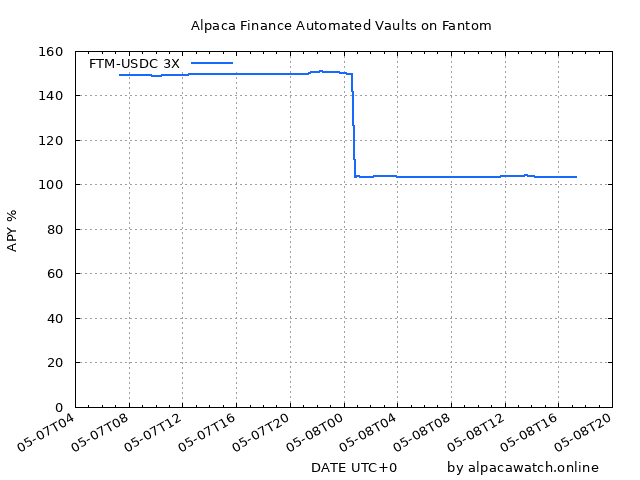 Alpaca Finance Automated Vaults on Fantom
FTM-USDC 3X
160
140
120
100
80
60
40
20
0
APY %
05-07T04
05-07T08
05-07T12
05-07T16
05-07T20
05-08T00
05-08T04
05-08T08
05-08T12
05-08T16
05-08T20
DATE UTC+0
by alpacawatch.online